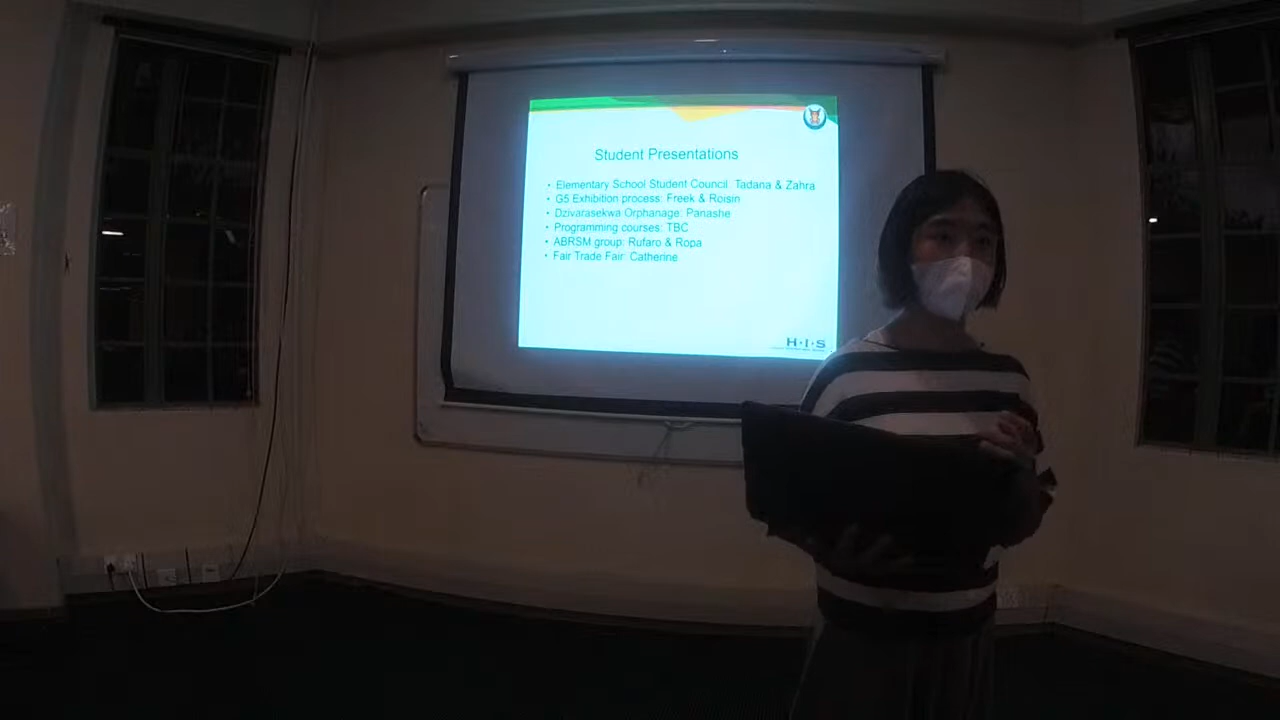 Student Presentations
• Elementary School Student Council: Tadana & Zahra
• G5 Exhibition process: Freek & Roisin
• Dzivarasekwa Orphanage: Panashe
• Programming courses: TBC
• ABRSM group: Rufaro & Ropa
• Fair Trade Fair: Catherine
H·I·S